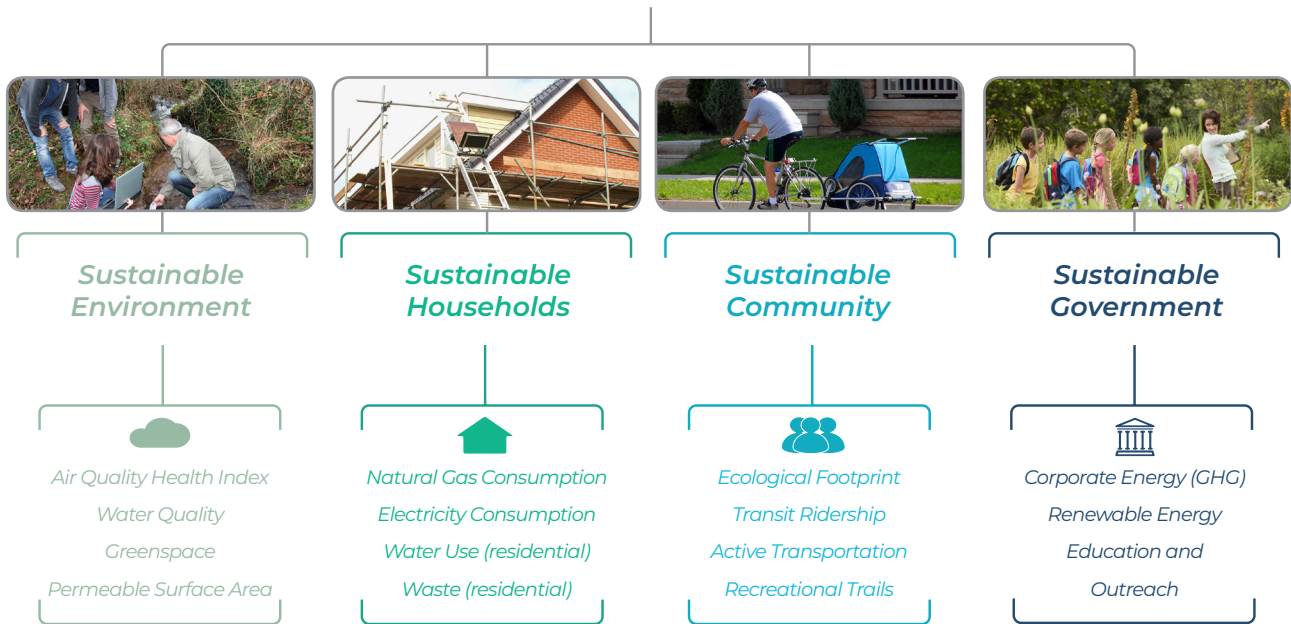 Sustainable
Environment
Sustainable
Households
Sustainable
Community
Sustainable
Government
Air Quality Health Index
Water Quality
Greenspace
Permeable Surface Area
Natural Gas Consumption
Electricity Consumption
Water Use (residential)
Waste (residential)
Ecological Footprint
Transit Ridership
Active Transportation
Recreational Trails
Corporate Energy (GHG)
Renewable Energy
Education and
Outreach